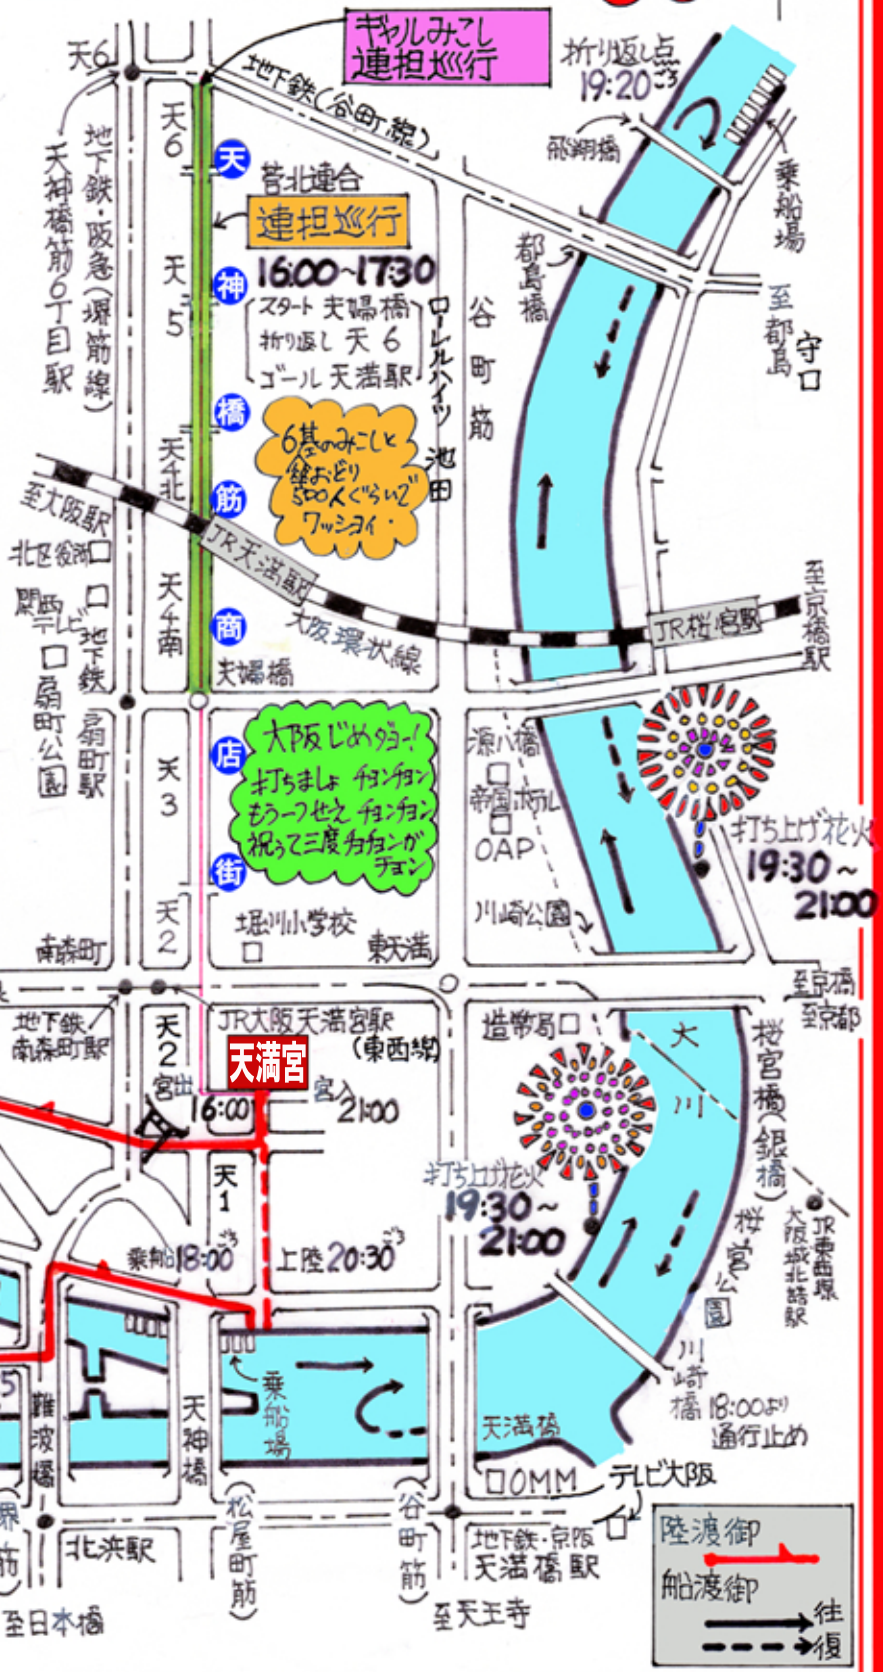 ギャルみこし
連担巡行
天6
地下鉄(谷町線)
折り返し点
19:20ごろ
飛翔橋
乗船場
地下鉄・阪急(堺筋線)
天神橋筋6丁目駅
天6
天
菅北連合
連担巡行
16:00~17:30
スタート 夫婦橋
折り返し 天6
ゴール 天満駅
神
天5
ローレルハイツ 池田
谷町筋
都島橋
至都島
守口
橋
天4北
6基のみこしと
傘おどり
500人ぐらいで
ワッショイ・
筋
至大阪駅
JR天満駅
北区役所
関西
テレビ
地下鉄
扇町駅
扇町公園
天4南
商
大阪環状線
JR桜ノ宮駅
至京橋駅
夫婦橋
店
大阪じめダヨー!
打ちましょ チョンチョン
もう一つせえ チョンチョン
祝うて三度 チョチョンが
チョン
天3
源八橋
帝国ホテル
OAP
打ち上げ花火
19:30~
21:00
街
天2
堀川小学校
東天満
川崎公園
南森町
地下鉄
南森町駅
JR大阪天満宮駅
(東西線)
至京橋
至京都
造幣局
大川
桜宮橋(銀橋)
天2
天満宮
宮出
16:00
宮入
21:00
打ち上げ花火
19:30~
21:00
天1
乗船18:00ごろ
上陸20:30ごろ
桜ノ宮公園
JR東西線
大阪城北詰駅
川崎橋
18:00より
通行止め
乗船場
難波橋
天神橋
天満橋
OMM
テレビ大阪
北浜駅
(松屋町筋)
(谷町筋)
地下鉄・京阪
天満橋駅
至日本橋
至天王寺
陸渡御
船渡御
往
復